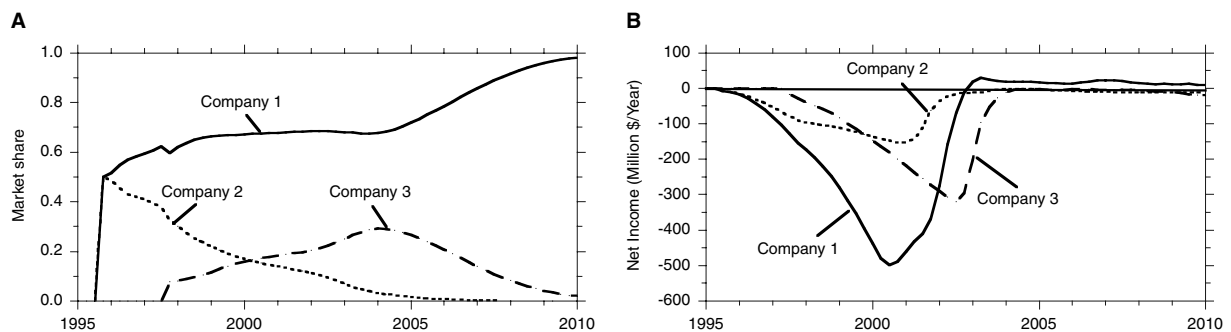 A
Market share
1.0
0.8
0.6
0.4
0.2
0.0
1995
2000
2005
2010
Company 1
Company 2
Company 3
B
Net Income (Million $/Year)
100
0
-100
-200
-300
-400
-500
-600
1995
2000
2005
2010
Company 2
Company 3
Company 1